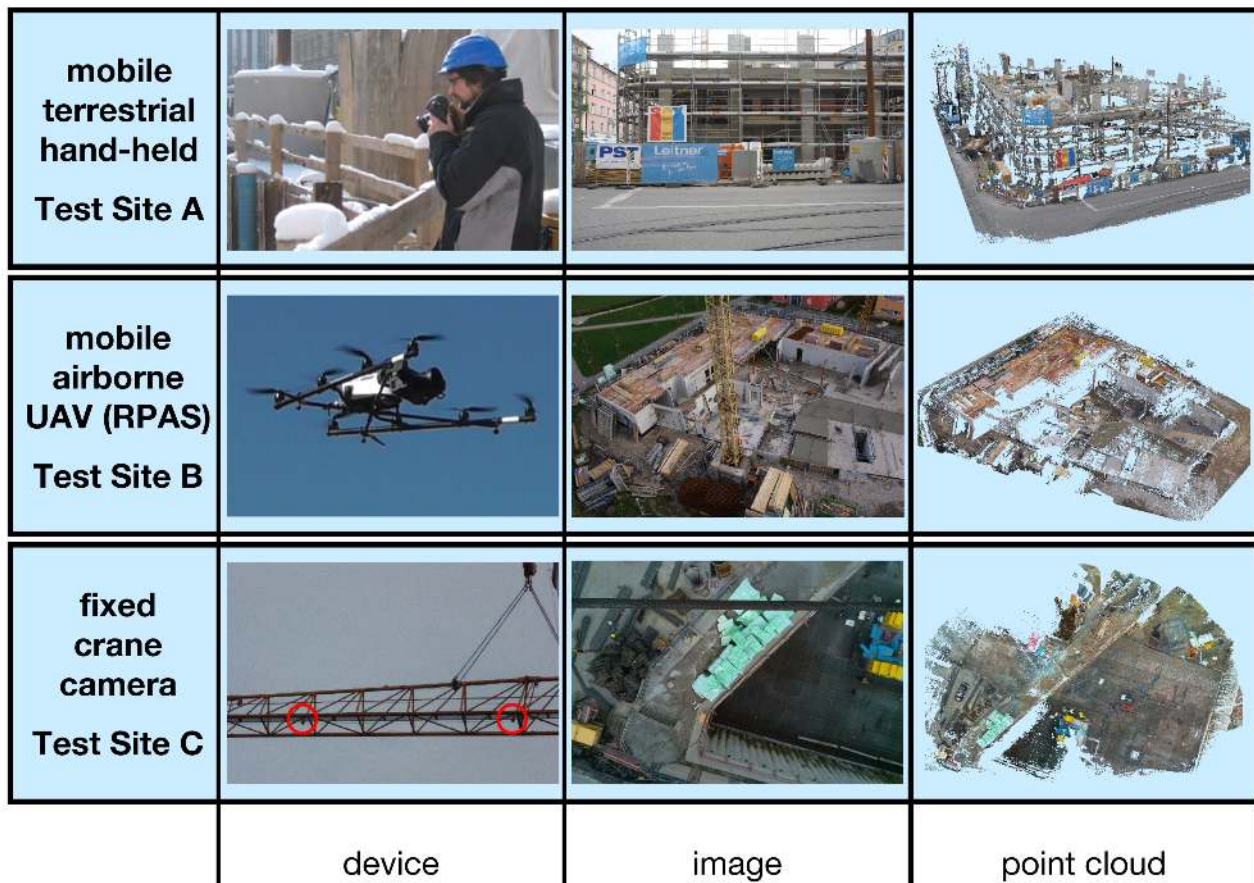 mobile
terrestrial
hand-held
Test Site A
PST
Leitner
mobile
airborne
UAV (RPAS)
Test Site B
fixed
crane
camera
Test Site C
device
image
point cloud